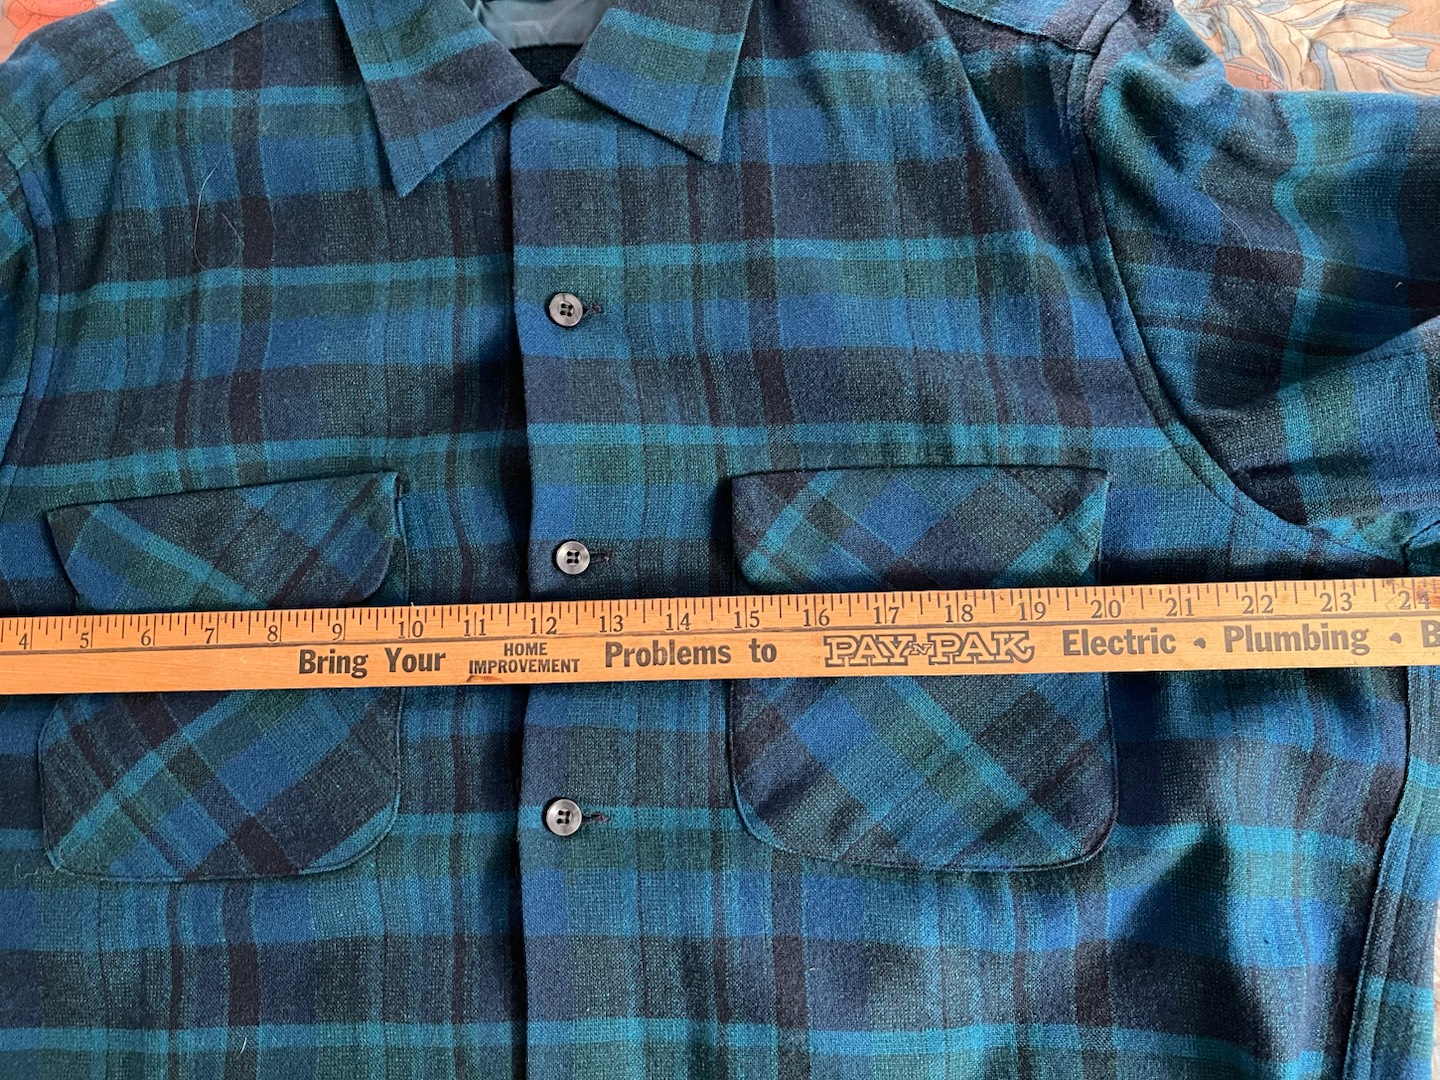 4 5 6 7 8 9 10 11 12 13 14 15 16 17 18 19 20 21 22 23 24
Bring Your HOME IMPROVEMENT Problems to PAY 'N PAK Electric • Plumbing • B